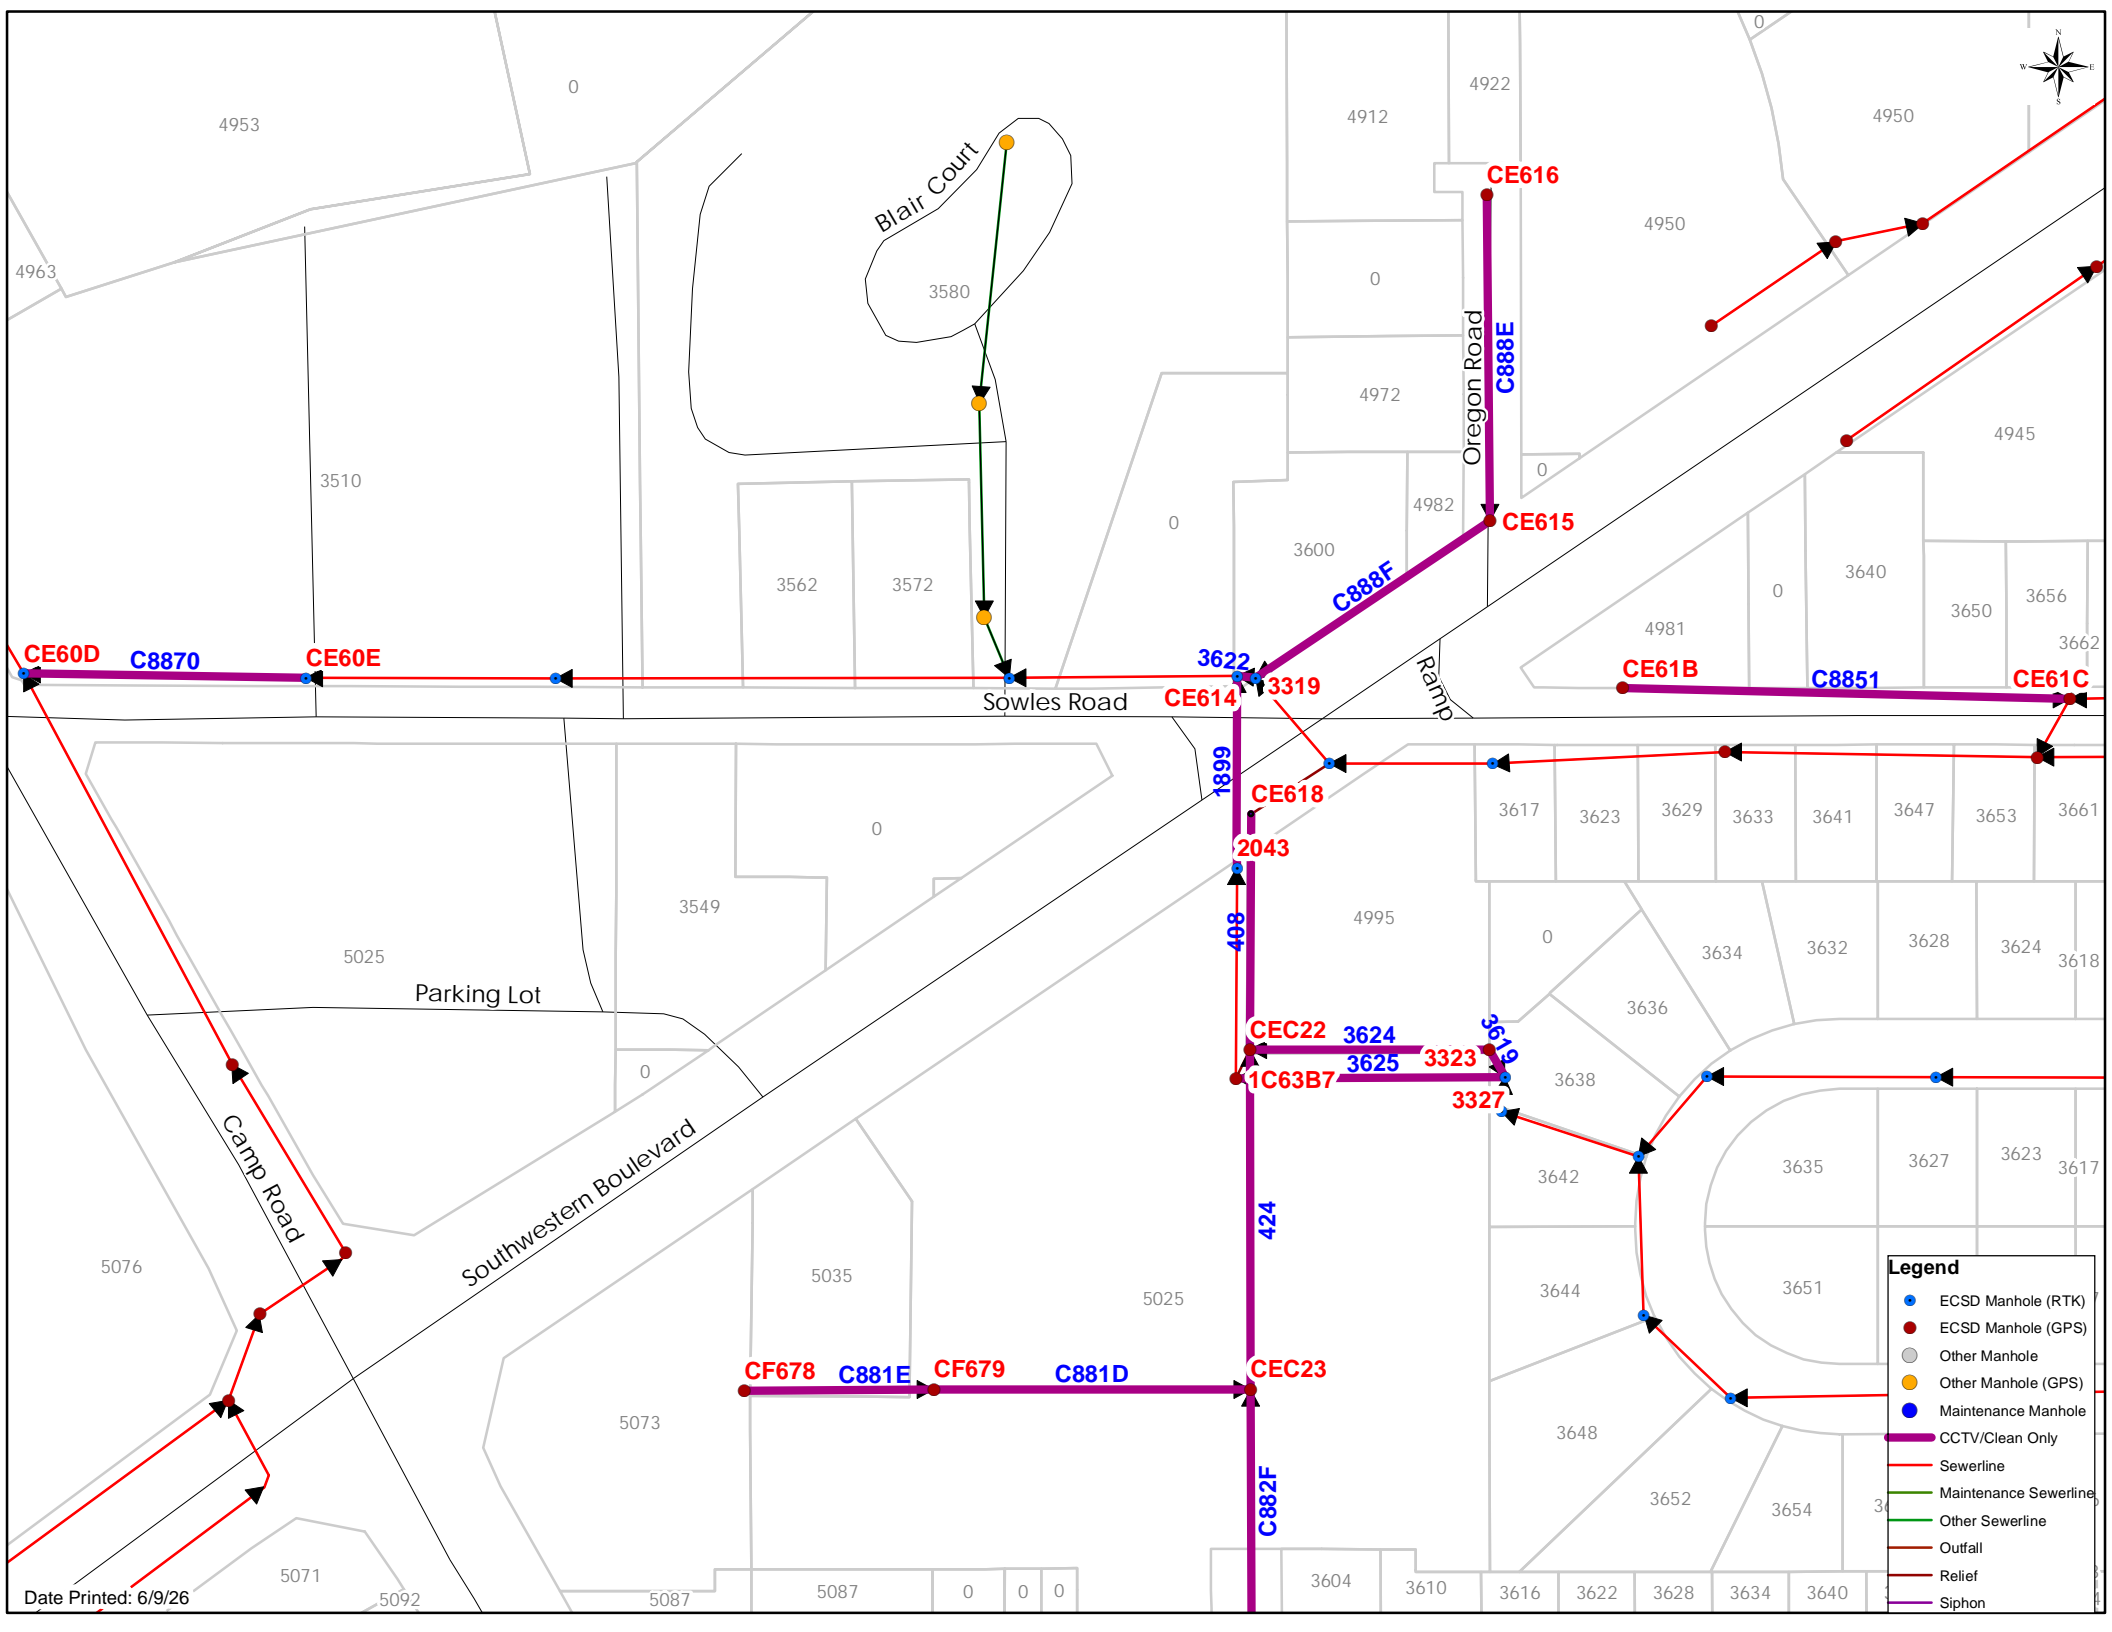 0
0
N
W
E
S
4922
4953
4912
4950
Blair Court
CE616
4950
4963
0
3580
Oregon Road
C888E
4972
4945
3510
0
4982
0
CE615
3600
3562
3572
C888F
0
3640
3656
3650
4981
3662
CE60D
C8870
CE60E
3622
CE614
3319
Ramp
CE61B
C8851
CE61C
Sowles Road
1899
CE618
3617
3623
3629
3633
3641
3647
3653
3661
0
2043
3549
408
4995
0
3634
3632
3628
3624
3618
5025
Parking Lot
3636
CEC22
3624
3619
3323
0
3625
1C63B7
3638
3327
Camp Road
Southwestern Boulevard
3635
3627
3623
3617
3642
424
5076
5035
5025
3644
3651
CF678
C881E
CF679
C881D
CEC23
5073
3648
C882F
3652
3654
5071
5092
5087
5087
0
0
0
3604
3610
3616
3622
3628
3634
3640
Date Printed: 6/9/26
Legend
ECSD Manhole (RTK)
ECSD Manhole (GPS)
Other Manhole
Other Manhole (GPS)
Maintenance Manhole
CCTV/Clean Only
Sewerline
Maintenance Sewerline
Other Sewerline
Outfall
Relief
Siphon